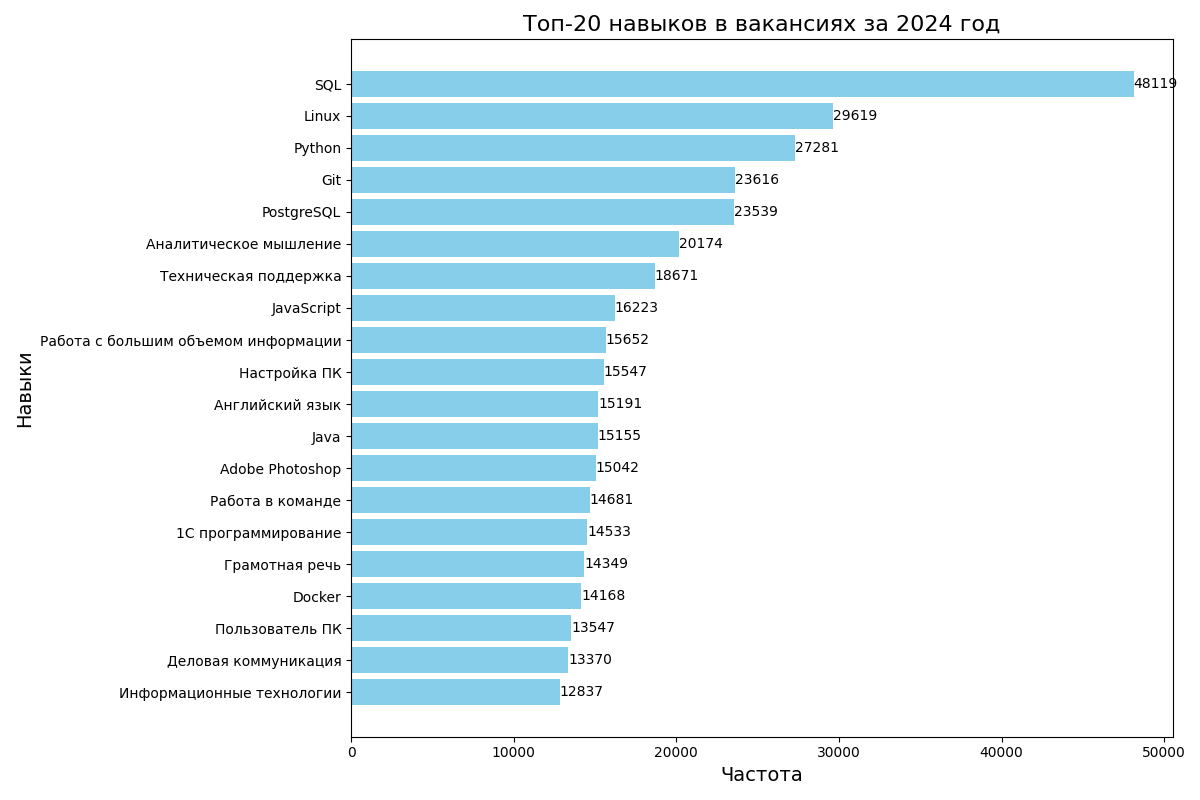 Топ-20 навыков в вакансиях за 2024 год
SQL 48119
Linux 29619
Python 27281
Git 23616
PostgreSQL 23539
Аналитическое мышление 20174
Техническая поддержка 18671
JavaScript 16223
Работа с большим объемом информации 15652
Настройка ПК 15547
Английский язык 15191
Java 15155
Adobe Photoshop 15042
Работа в команде 14681
1С программирование 14533
Грамотная речь 14349
Docker 14168
Пользователь ПК 13547
Деловая коммуникация 13370
Информационные технологии 12837
Навыки
0 10000 20000 30000 40000 50000
Частота